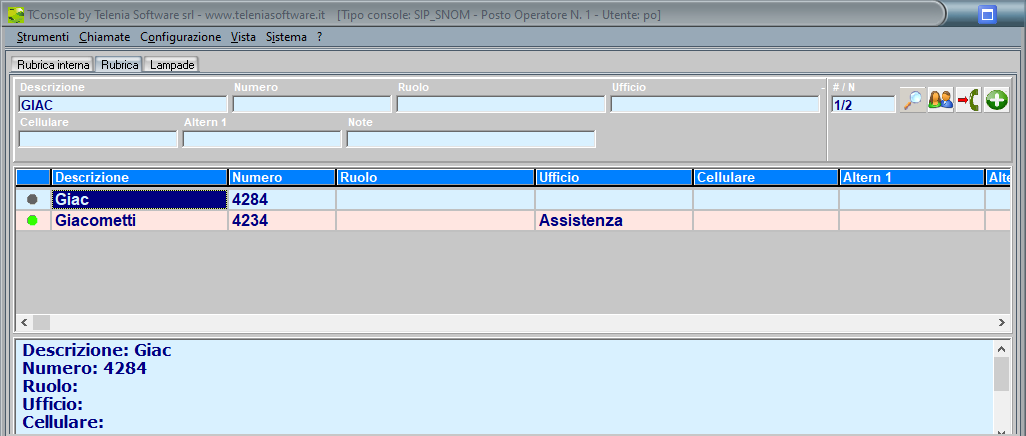 TConsole by Telenia Software srl - www.teleniasoftware.it [Tipo console: SIP_SNOM - Posto Operatore N. 1 - Utente: po]
Strumenti Chiamate Configurazione Vista Sistema ?
Rubrica interna Rubrica Lampade
Descrizione Numero Ruolo Ufficio - # / N
GIAC 1/2
Cellulare Altern 1 Note
Descrizione Numero Ruolo Ufficio Cellulare Altern 1 Alte
Giac 4284
Giacometti 4234 Assistenza
Descrizione: Giac
Numero: 4284
Ruolo:
Ufficio:
Cellulare: